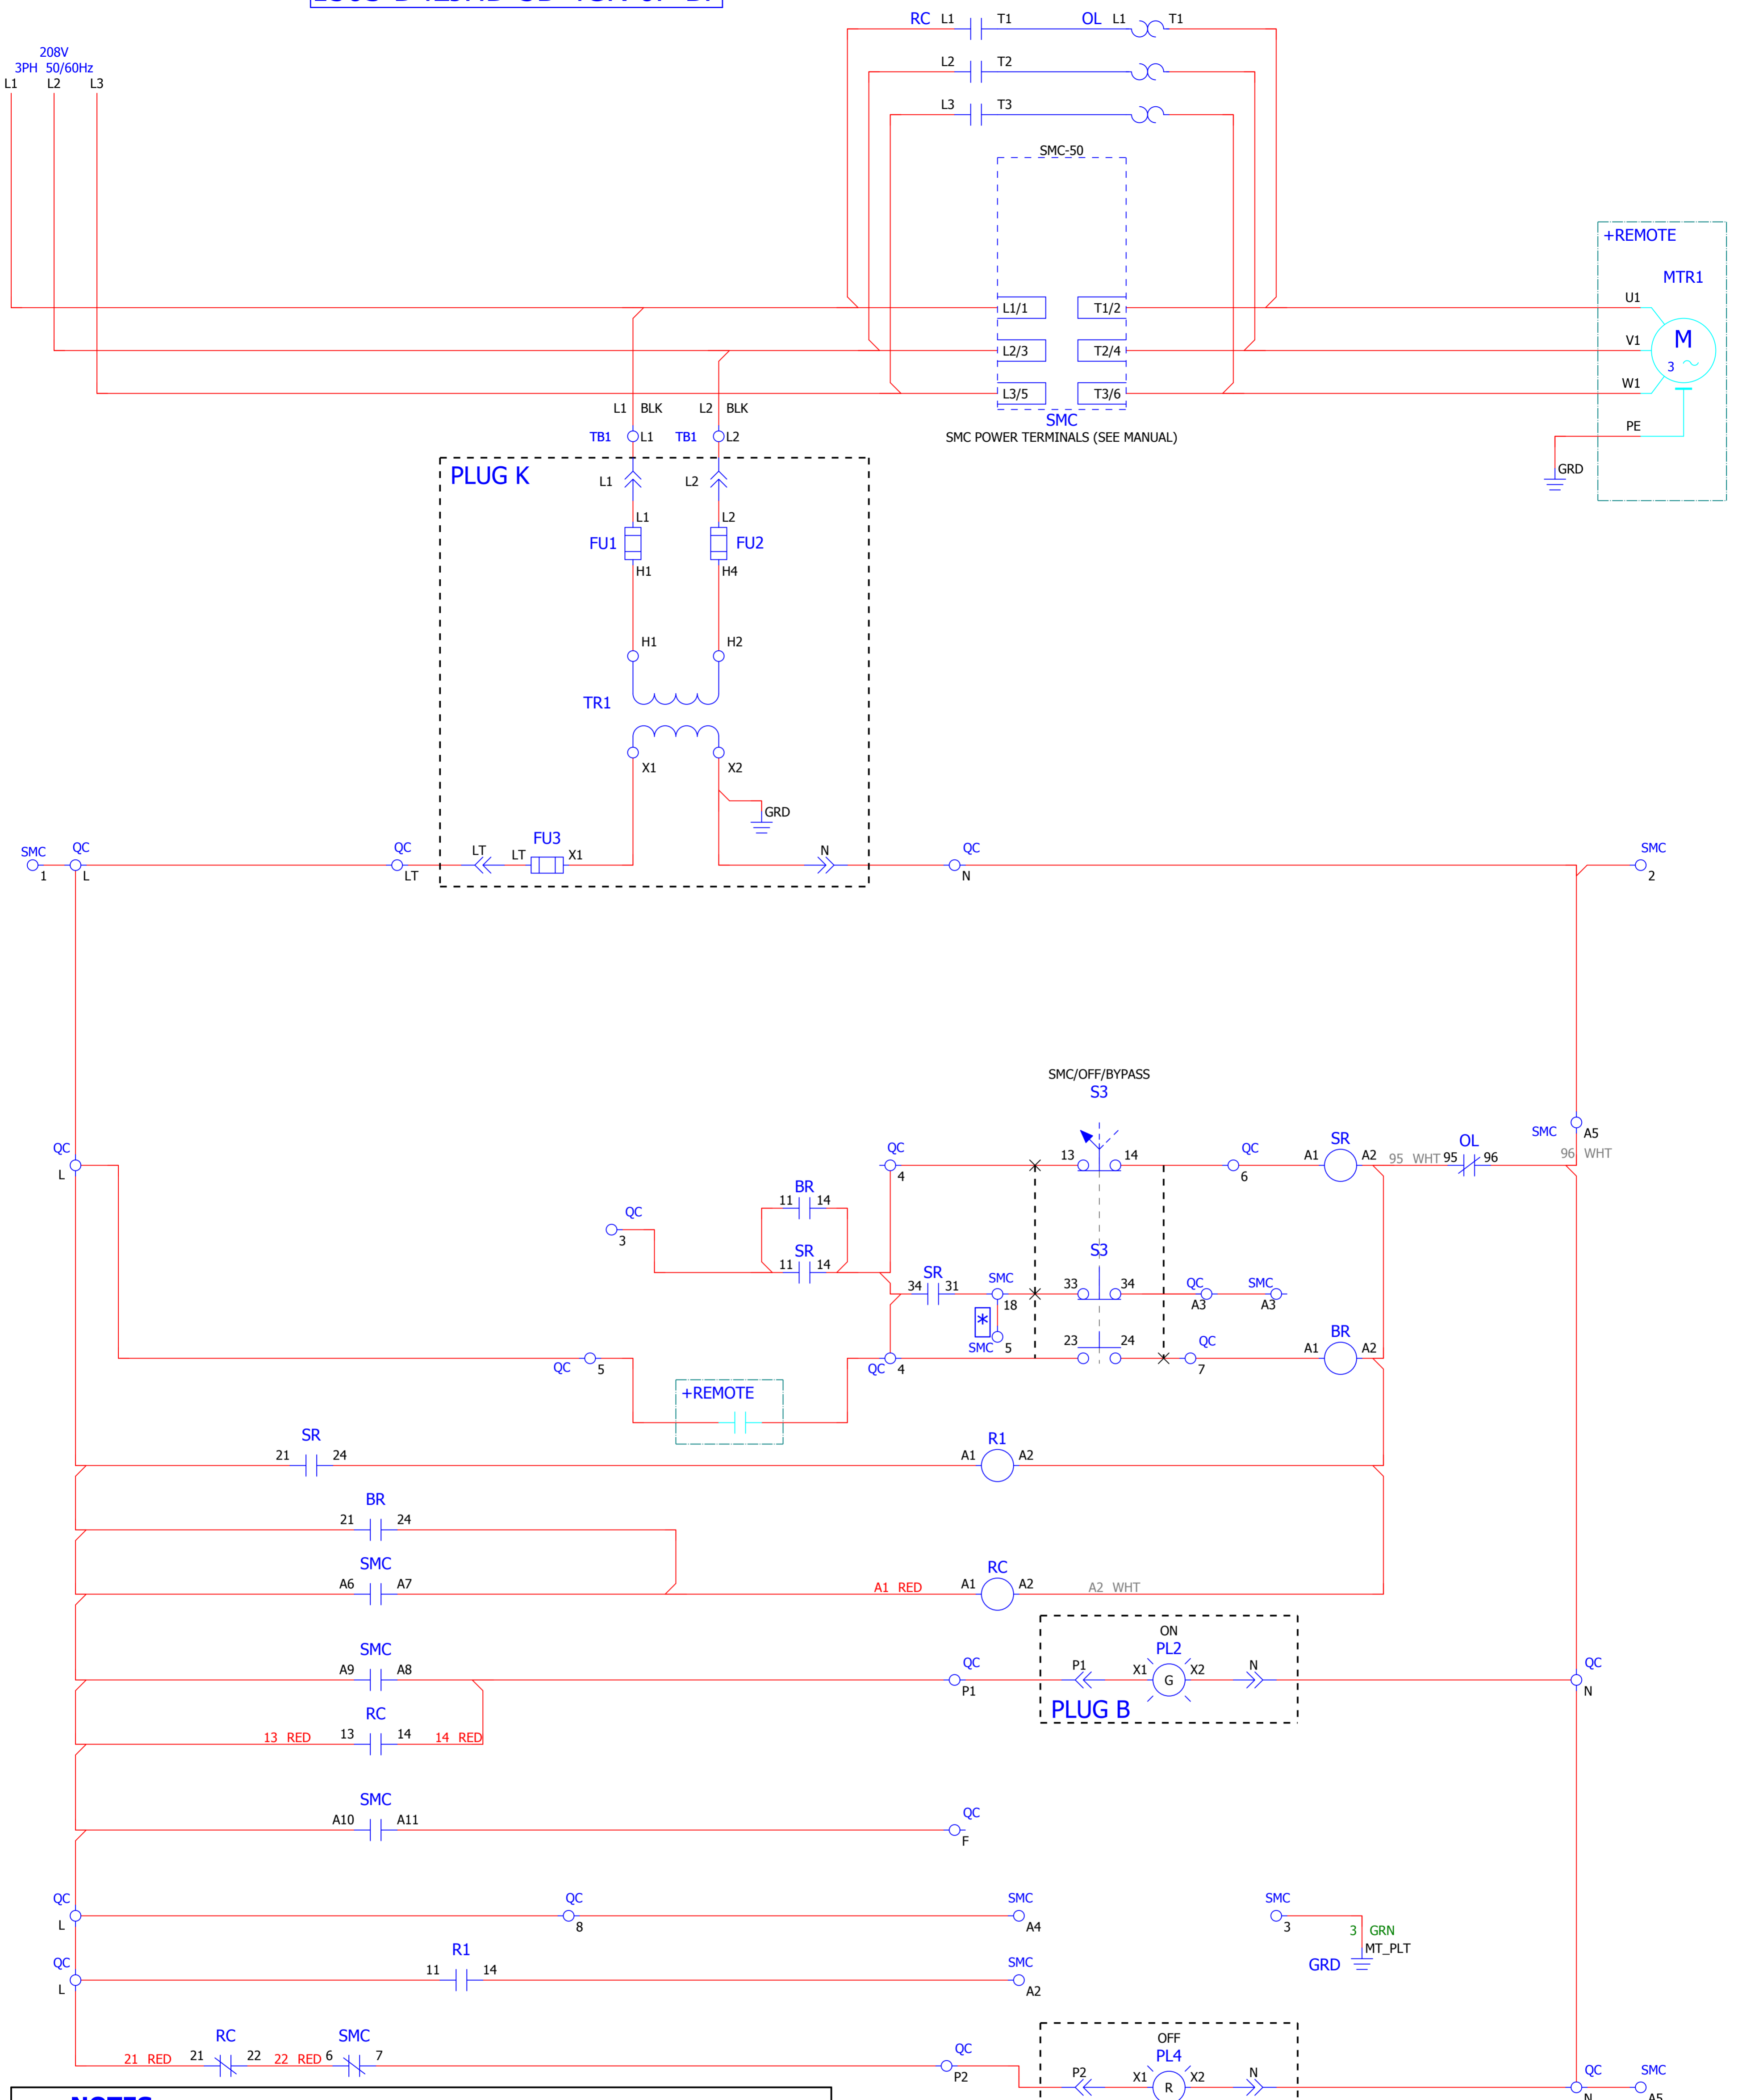 RC L1 T1 OL L1 T1
208V
3PH 50/60Hz
L1 L2 L3
L2 T2
L3 T3
SMC-50
+REMOTE
MTR1
L1/1 T1/2 U1
L2/3 T2/4 V1 M
3
L3/5 T3/6 W1
L1 BLK L2 BLK
SMC
PE
TB1 L1 TB1 L2
SMC POWER TERMINALS (SEE MANUAL)
GRD
PLUG K
L1 L2
L1 L2
FU1 FU2
H1 H4
H1 H2
TR1
X1 X2
GRD
FU3
SMC QC QC LT LT X1 N QC SMC
1 L LT N 2
SMC/OFF/BYPASS
S3
SMC A5
QC QC 13 14 QC SR OL
L 4 6 A1 A2 95 WHT 95 96 96 WHT
BR
11 14
QC
3
SR
11 14
S3
SR
34 31 SMC 33 34 QC SMC
18 A3 A3
*
SMC 5 23 24 QC BR
A1 A2
QC 5 QC 4 7
+REMOTE
SR R1
21 24 A1 A2
BR
21 24
SMC RC
A6 A7 A1 RED A1 A2 A2 WHT
ON
SMC PL2
A9 A8 QC P1 X1 X2 N QC
P1 G N
PLUG B
RC
13 RED 13 14 14 RED
SMC
A10 A11 QC
F
QC QC SMC SMC
L 8 A4 3
3 GRN
MT_PLT
GRD
QC R1 SMC
L 11 14 A2
OFF
RC SMC PL4
21 RED 21 22 22 RED 6 7 QC
P2 P2 X1 X2 N QC SMC
R